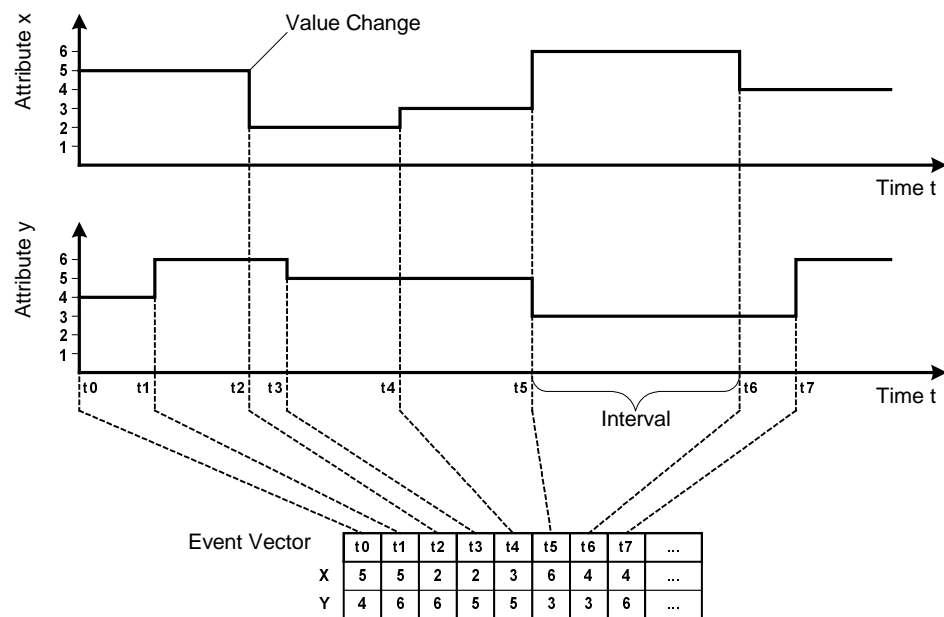 Value Change
Attribute x
6
5
4
3
2
1
Time t
Attribute y
6
5
4
3
2
1
t0 t1 t2 t3 t4 t5 t6 t7
Time t
Interval
Event Vector t0 t1 t2 t3 t4 t5 t6 t7 ...
X 5 5 2 2 3 6 4 4 ...
Y 4 6 6 5 5 3 3 6 ...